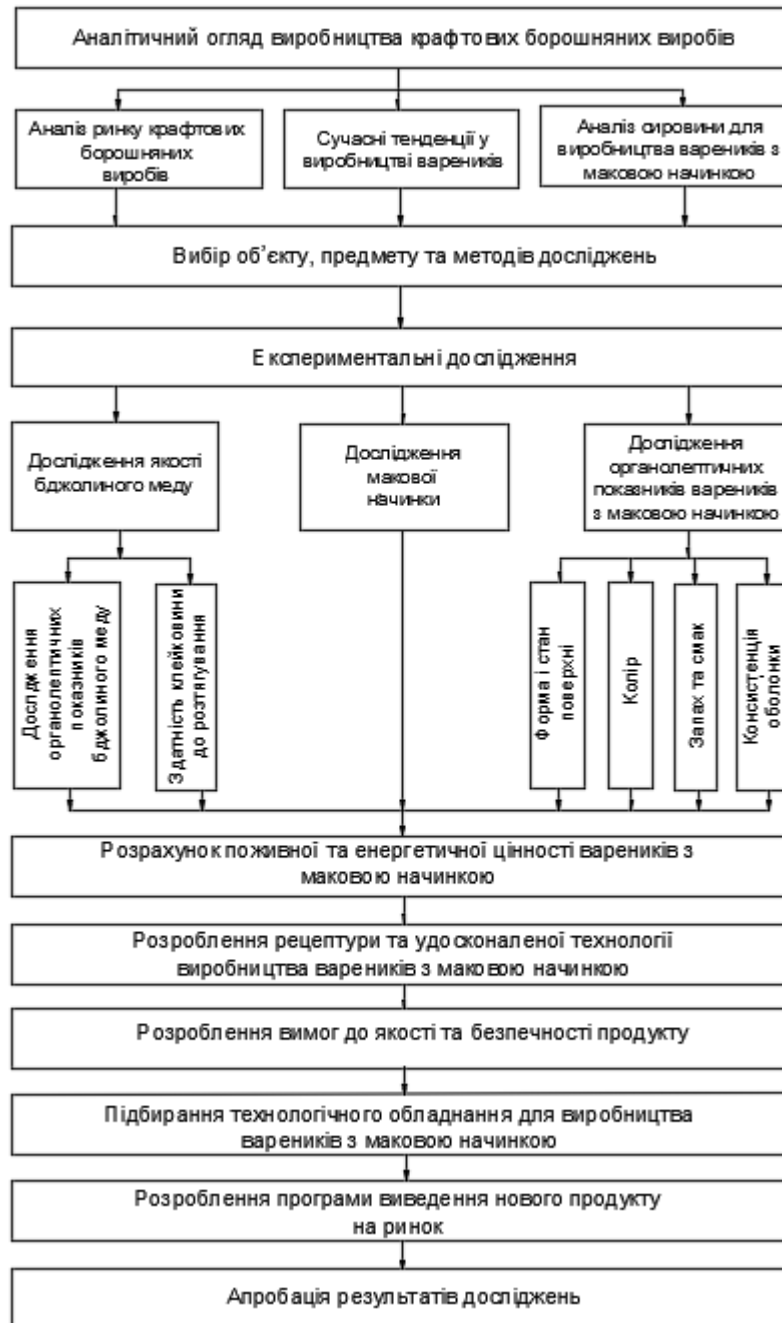 Аналітичний огляд виробництва крафтових борошняних виробів
Аналіз ринку крафтових
борошняних
виробів
Сучасні тенденції у
виробництві вареників
Аналіз сировини для
виробництва вареників з
маковою начинкою
Вибір об’єкту, предмету та методів досліджень
Експериментальні дослідження
Дослідження якості
бджолиного меду
Дослідження
макової
начинки
Дослідження
органолептичних
показників вареників
з маковою начинкою
Дослідження
органолептичних
показників
бджолиного меду
Здатність клейковини
до розтягування
Форма і стан
поверхні
Колір
Запах та смак
Консистенція
оболонки
Розрахунок поживної та енергетичної цінності вареників з
маковою начинкою
Розроблення рецептури та удосконаленої технології
виробництва вареників з маковою начинкою
Розроблення вимог до якості та безпечності продукту
Підбирання технологічного обладнання для виробництва
вареників з маковою начинкою
Розроблення програми виведення нового продукту
на ринок
Апробація результатів досліджень